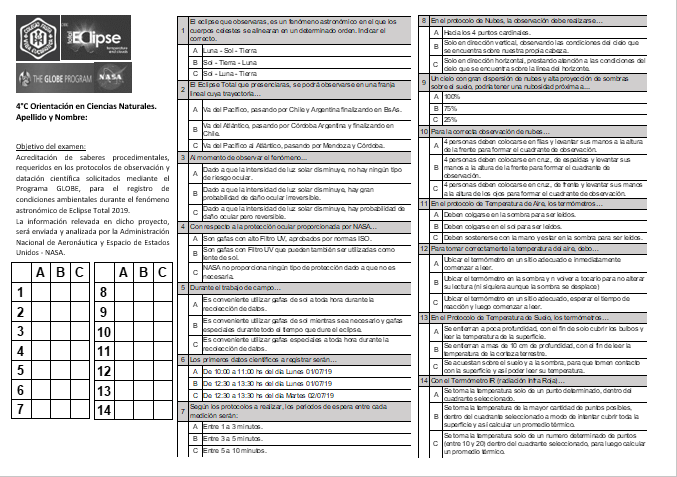 total
Eclipse
THE GLOBE PROGRAM
NASA
4°C Orientación en Ciencias Naturales.
Apellido y Nombre:
Objetivo del examen:
Acreditación de saberes procedimentales,
requeridos en los protocolos de observación y
datación científica solicitados mediante el
Programa GLOBE, para el registro de
condiciones ambientales durante el fenómeno
astronómico de Eclipse Total 2019.
La información relevada en dicho proyecto,
será enviada y analizada por la Administración
Nacional de Aeronáutica y Espacio de Estados
Unidos - NASA.
A B C
1
2
3
4
5
6
7
A B C
8
9
10
11
12
13
14
1 El eclipse que observaras, es un fenómeno astronómico en el que los
cuerpos celestes se alinearan en un determinado orden. Indicar el
correcto.
A Luna - Sol - Tierra
B Sol - Luna - Tierra
C Sol - Tierra - Luna
2 El Eclipse Total que presenciaras, se podrá observar en una franja
lineal cuya trayectoria…
A Va del Pacífico, pasando por Chile y Argentina finalizando en BsAs.
B Va del Atlántico, pasando por Córdoba Argentina y finalizando en
Chile.
C Va del Pacífico al Atlántico, pasando por Mendoza y Córdoba.
3 Al momento de observar el fenómeno…
A Dado a que la intensidad de luz solar disminuye, no hay ningún tipo
de riesgo ocular.
B Dado a que la intensidad de luz solar disminuye, hay gran
probabilidad de daño ocular irreversible.
C Dado a que la intensidad de luz solar disminuye, hay probabilidad de
daño ocular pero reversible.
4 Con respecto a la protección ocular proporcionada por NASA…
A Son gafas con alto Filtro UV, aprobados por normas ISO.
B Son gafas con Filtro UV que pueden también ser utilizadas como
lente de sol.
C NASA no proporciona ningún tipo de protección dado a que no es
necesaria.
5 Durante el trabajo de campo…
A Es conveniente utilizar gafas de sol a toda hora durante la
recolección de datos.
B Es conveniente utilizar gafas de sol mientras sea necesario y gafas
especiales durante todo el tiempo que dure el eclipse.
C Es conveniente utilizar gafas especiales a toda hora durante la
recolección de datos.
6 Los primeros datos científicos a registrar serán…
A De 10:00 a 11:00 hs del día Lunes 01/07/19
B De 12:30 a 13:30 hs del día Lunes 01/07/19
C De 12:30 a 13:30 hs del día Martes 02/07/19
7 Según los protocolos a realizar, los periodos de espera entre cada
medición serán:
A Entre 1 a 3 minutos.
B Entre 3 a 5 minutos.
C Entre 5 a 10 minutos.
8 En el protocolo de Nubes, la observación debe realizarse…
A Hacia los 4 puntos cardinales.
B Solo en dirección vertical, observando las condiciones del cielo que
se encuentra sobre nuestra propia cabeza.
C Solo en dirección horizontal, prestando atención a las condiciones del
cielo que se encuentra sobre la línea del horizonte.
9 Un cielo con gran dispersión de nubes y alta proyección de sombras
sobre el suelo, podría tener una nubosidad próxima a…
A 100%
B 75%
C 25%
10 Para la correcta observación de nubes…
A 4 personas deben colocarse en filas y levantar sus manos a la altura
de la frente para formar el cuadrante de observación.
B 4 personas deben colocarse en cruz, de espaldas y levantar sus
manos a la altura de la frente para formar el cuadrante de
observación.
C 4 personas deben colocarse en cruz, de frente y levantar sus manos
a la altura de los ojos para formar el cuadrante de observación.
11 En el Protocolo de Temperatura de Aire, los termómetros…
A Deben colgarse en la sombra para ser leídos.
B Deben colgarse en el sol para ser leídos.
C Deben sostenerse con la mano y estar en la sombra para ser leídos.
12 Para tomar correctamente la temperatura del aire, debo…
A Ubicar el termómetro en un sitio adecuado e inmediatamente
comenzar a leer.
B Ubicar el termómetro en la sombra y n volver a tocarlo para no alterar
su lectura (ni siquiera aunque la sombra se desplace)
C Ubicar el termómetro en un sitio adecuado, esperar el tiempo de
reacción y luego comenzar a leer.
13 En el Protocolo de Temperatura de Suelo, los termómetros…
A Se entierran a poca profundidad, con el fin de solo cubrir los bulbos y
leer la temperatura de la superficie.
B Se entierran a mas de 10 cm de profundidad, con el fin de leer la
temperatura de la corteza terrestre.
C Se acuestan sobre el suelo y a la sombra, para que tomen contacto
con la superficie y así poder leer su temperatura.
14 Con el Termómetro IR (radiación Infra Roja)…
A Se toma la temperatura solo de un punto determinado, dentro del
cuadrante seleccionado.
B Se toma la temperatura de la mayor cantidad de puntos posibles,
dentro del cuadrante seleccionado a modo de intentar cubrir toda la
superficie y así calcular un promedio térmico.
C Se toma la temperatura solo de un numero determinado de puntos
(entre 10 y 20) dentro del cuadrante seleccionado, para luego calcular
un promedio térmico.